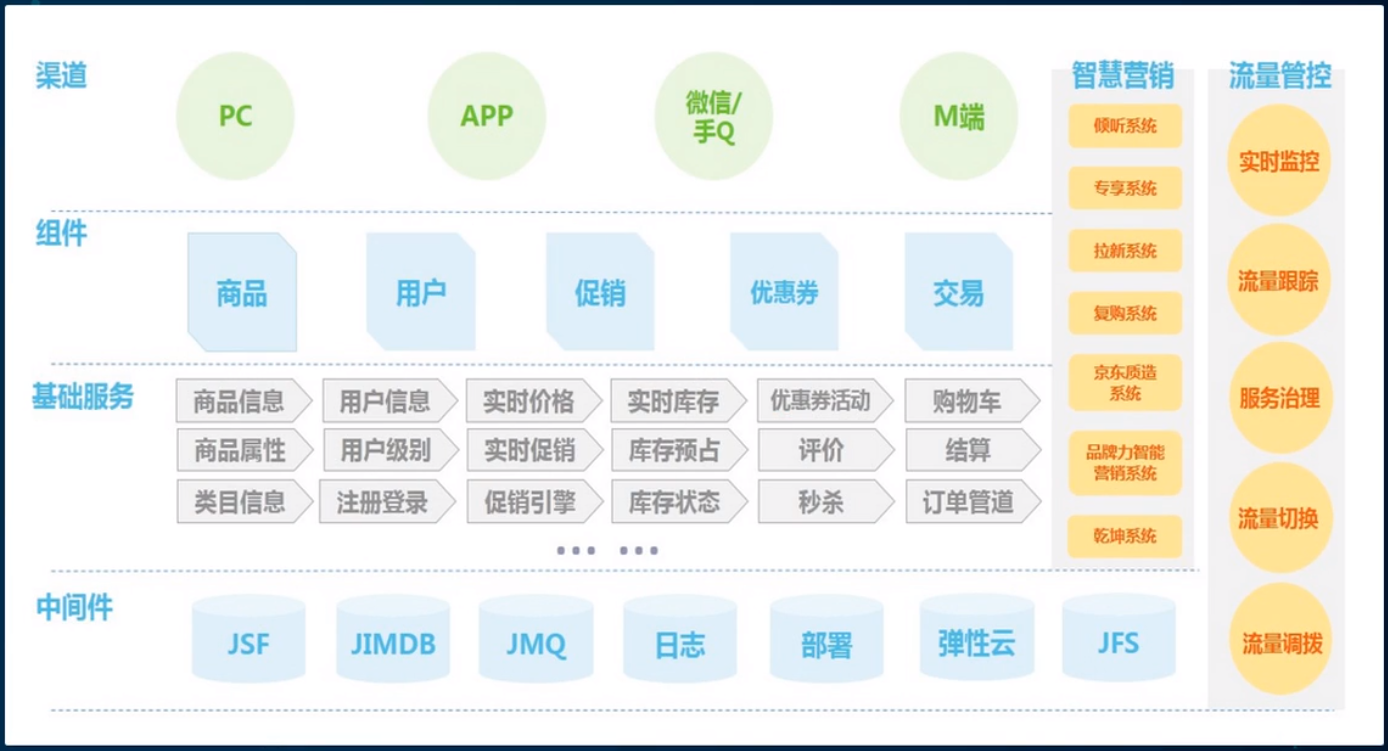 渠道
PC
APP
微信/
手Q
M端
组件
商品
用户
促销
优惠券
交易
基础服务
商品信息
用户信息
实时价格
实时库存
优惠券活动
购物车
商品属性
用户级别
实时促销
库存预占
评价
结算
类目信息
注册登录
促销引擎
库存状态
秒杀
订单管道
... ...
中间件
JSF
JIMDB
JMQ
日志
部署
弹性云
JFS
智慧营销
倾听系统
专享系统
拉新系统
复购系统
京东质造
系统
品牌力智能
营销系统
乾坤系统
流量管控
实时监控
流量跟踪
服务治理
流量切换
流量调拨